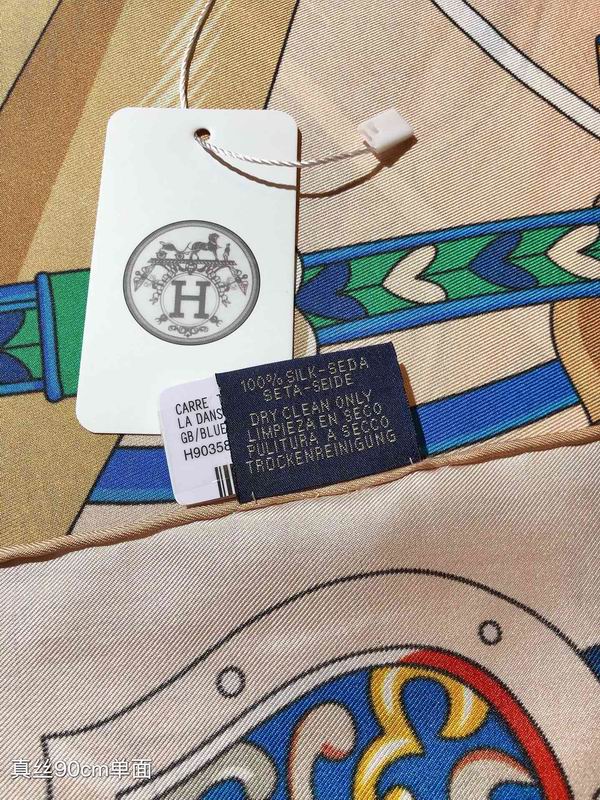 H
CARRE
LA DANS
GB/BLUE
H90358
100% SILK-SEDA
SETA-SEIDE
DRY CLEAN ONLY
LIMPIEZA EN SECO
PULITURA A SECCO
TROCKENREINIGUNG
真丝90cm单面